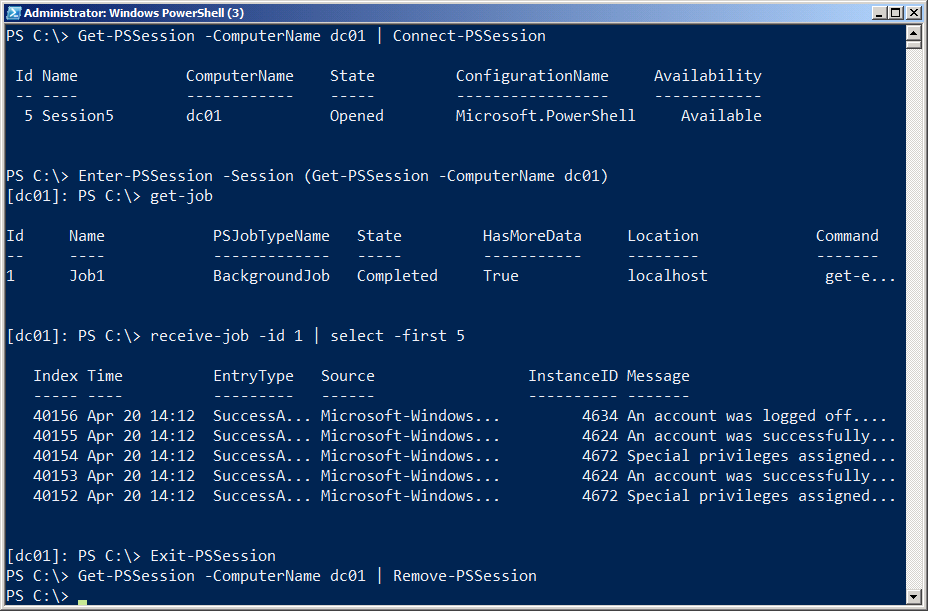 Administrator: Windows PowerShell (3)
PS C:\> Get-PSSession -ComputerName dc01 | Connect-PSSession
Id Name ComputerName State ConfigurationName Availability
-- ---- ------------ ----- ----------------- ------------
5 Session5 dc01 Opened Microsoft.PowerShell Available
PS C:\> Enter-PSSession -Session (Get-PSSession -ComputerName dc01)
[dc01]: PS C:\> get-job
Id Name PSJobTypeName State HasMoreData Location Command
-- ---- ------------- ----- ----------- -------- -------
1 Job1 BackgroundJob Completed True localhost get-e...
[dc01]: PS C:\> receive-job -id 1 | select -first 5
Index Time EntryType Source InstanceID Message
----- ---- --------- ------ ---------- -------
40156 Apr 20 14:12 SuccessA... Microsoft-Windows... 4634 An account was logged off....
40155 Apr 20 14:12 SuccessA... Microsoft-Windows... 4624 An account was successfully...
40154 Apr 20 14:12 SuccessA... Microsoft-Windows... 4672 Special privileges assigned...
40153 Apr 20 14:12 SuccessA... Microsoft-Windows... 4624 An account was successfully...
40152 Apr 20 14:12 SuccessA... Microsoft-Windows... 4672 Special privileges assigned...
[dc01]: PS C:\> Exit-PSSession
PS C:\> Get-PSSession -ComputerName dc01 | Remove-PSSession
PS C:\>